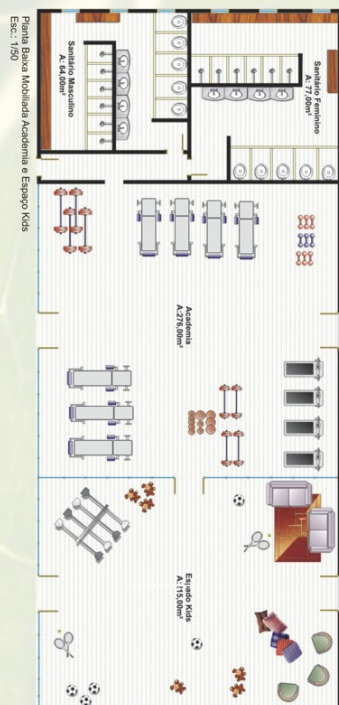 Sanitário Masculino
A: 64,00m²
Sanitário Feminino
A: 77,00m²
Academia
A:276,00m²
Espaço Kids
A: 115,00m²
Planta Baixa Mobiliada Academia e Espaço Kids
Esc.: 1/50